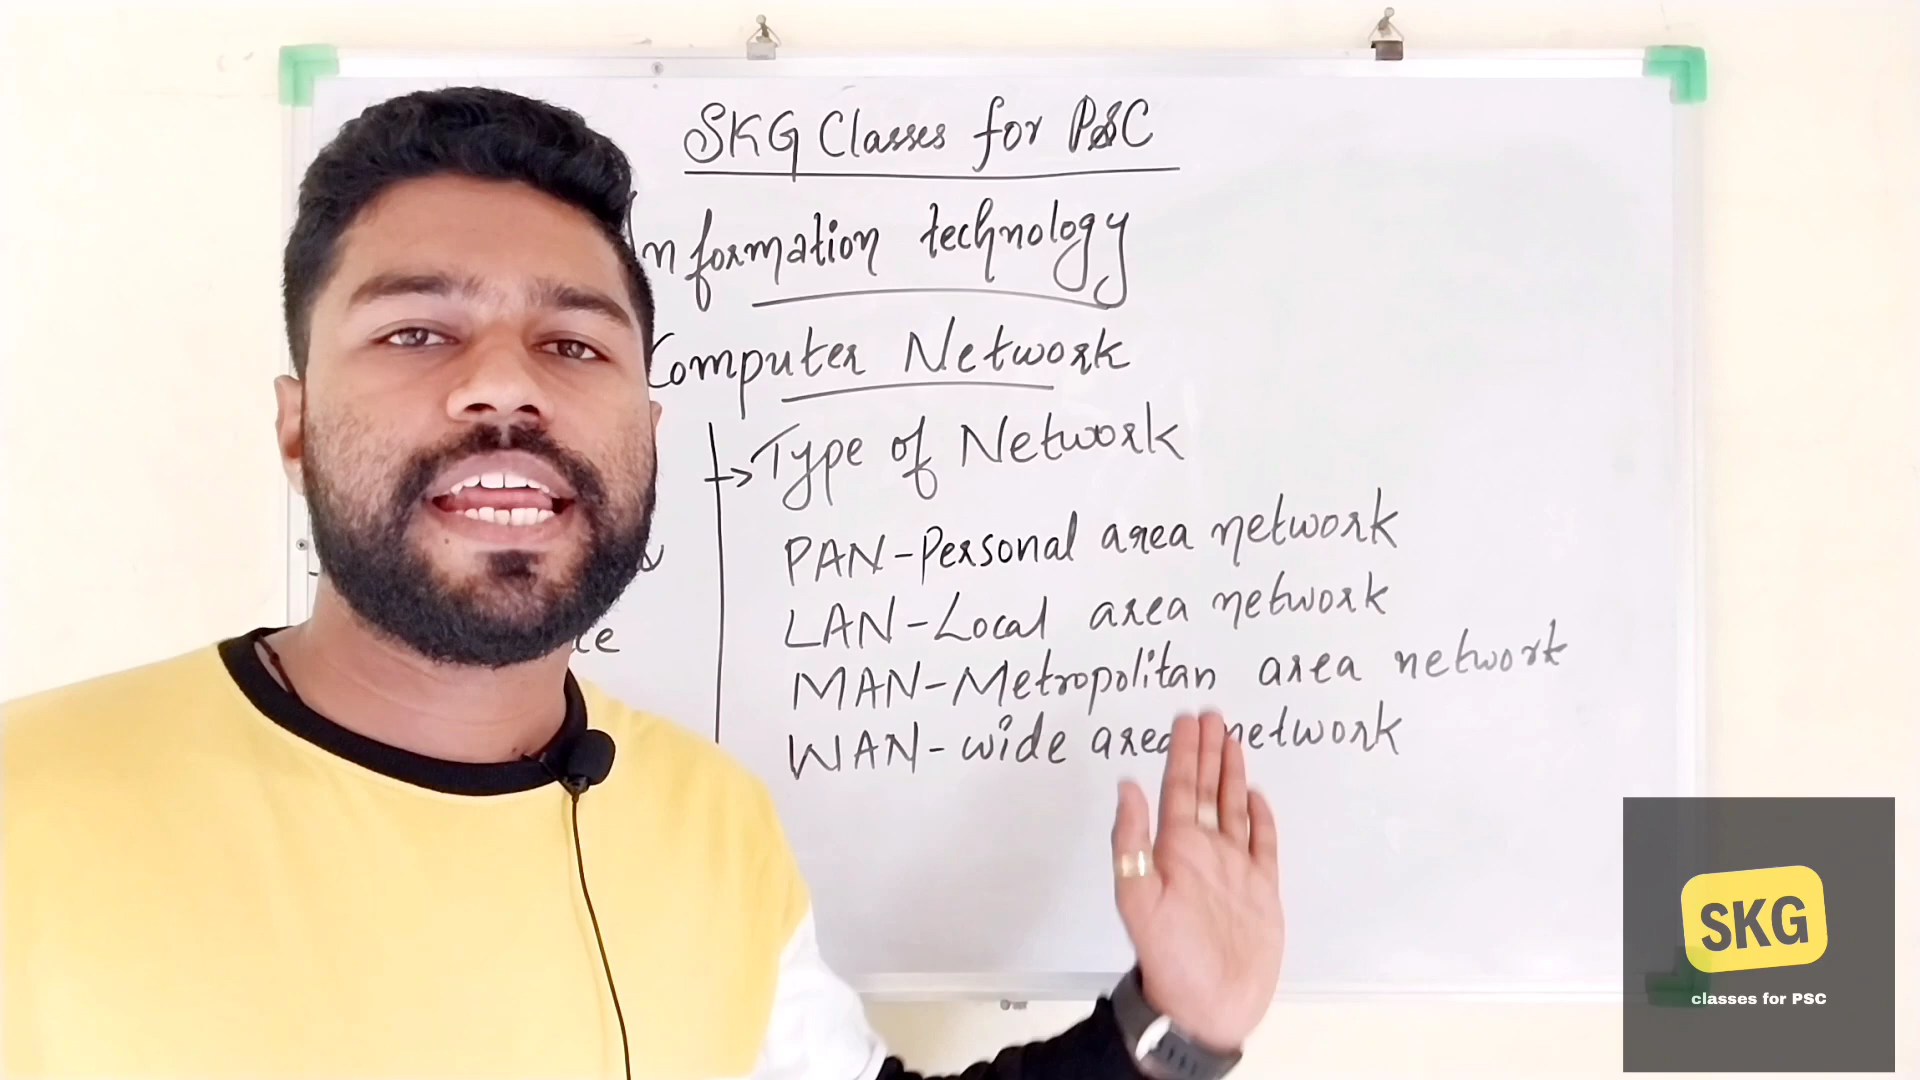 SKG Classes for PSC
Information technology
Computer Network
Type of Network
PAN-Personal area network
LAN-Local area network
MAN-Metropolitan area network
WAN-wide area network
SKG
classes for PSC